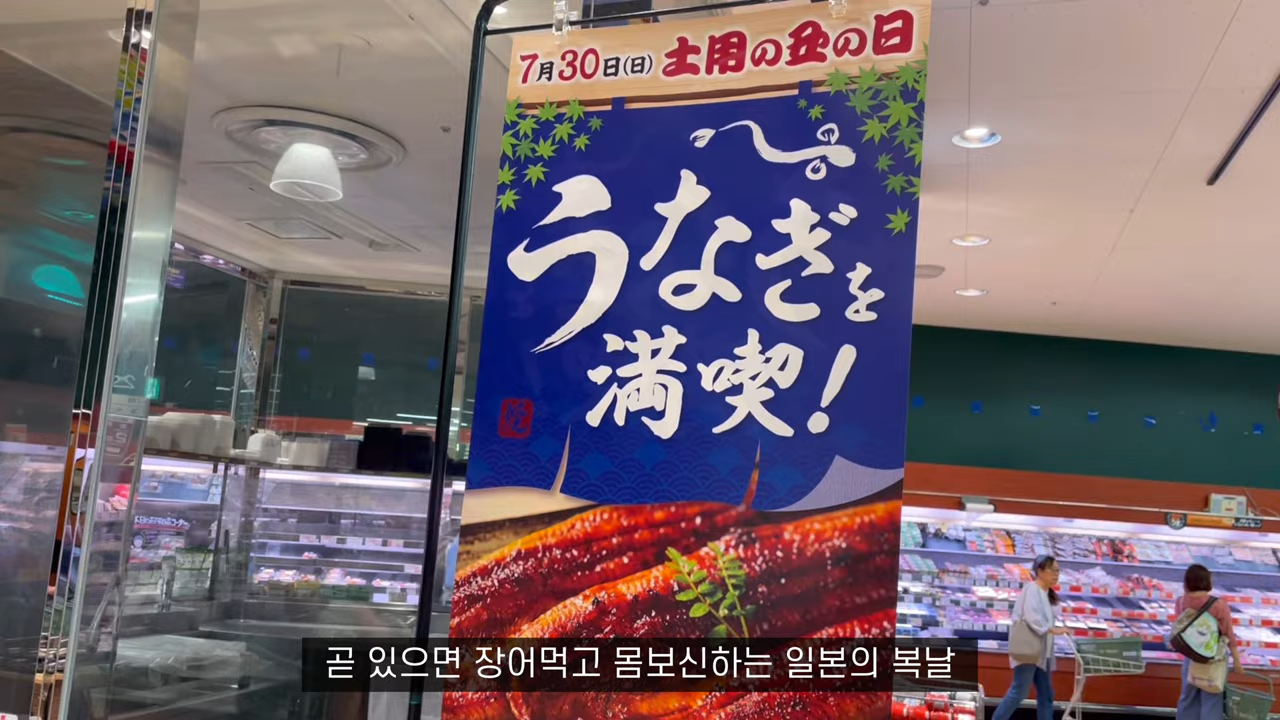 7月30日(日) 土用の丑の日
うなぎを
満喫!
곧 있으면 장어먹고 몸보신하는 일본의 복날